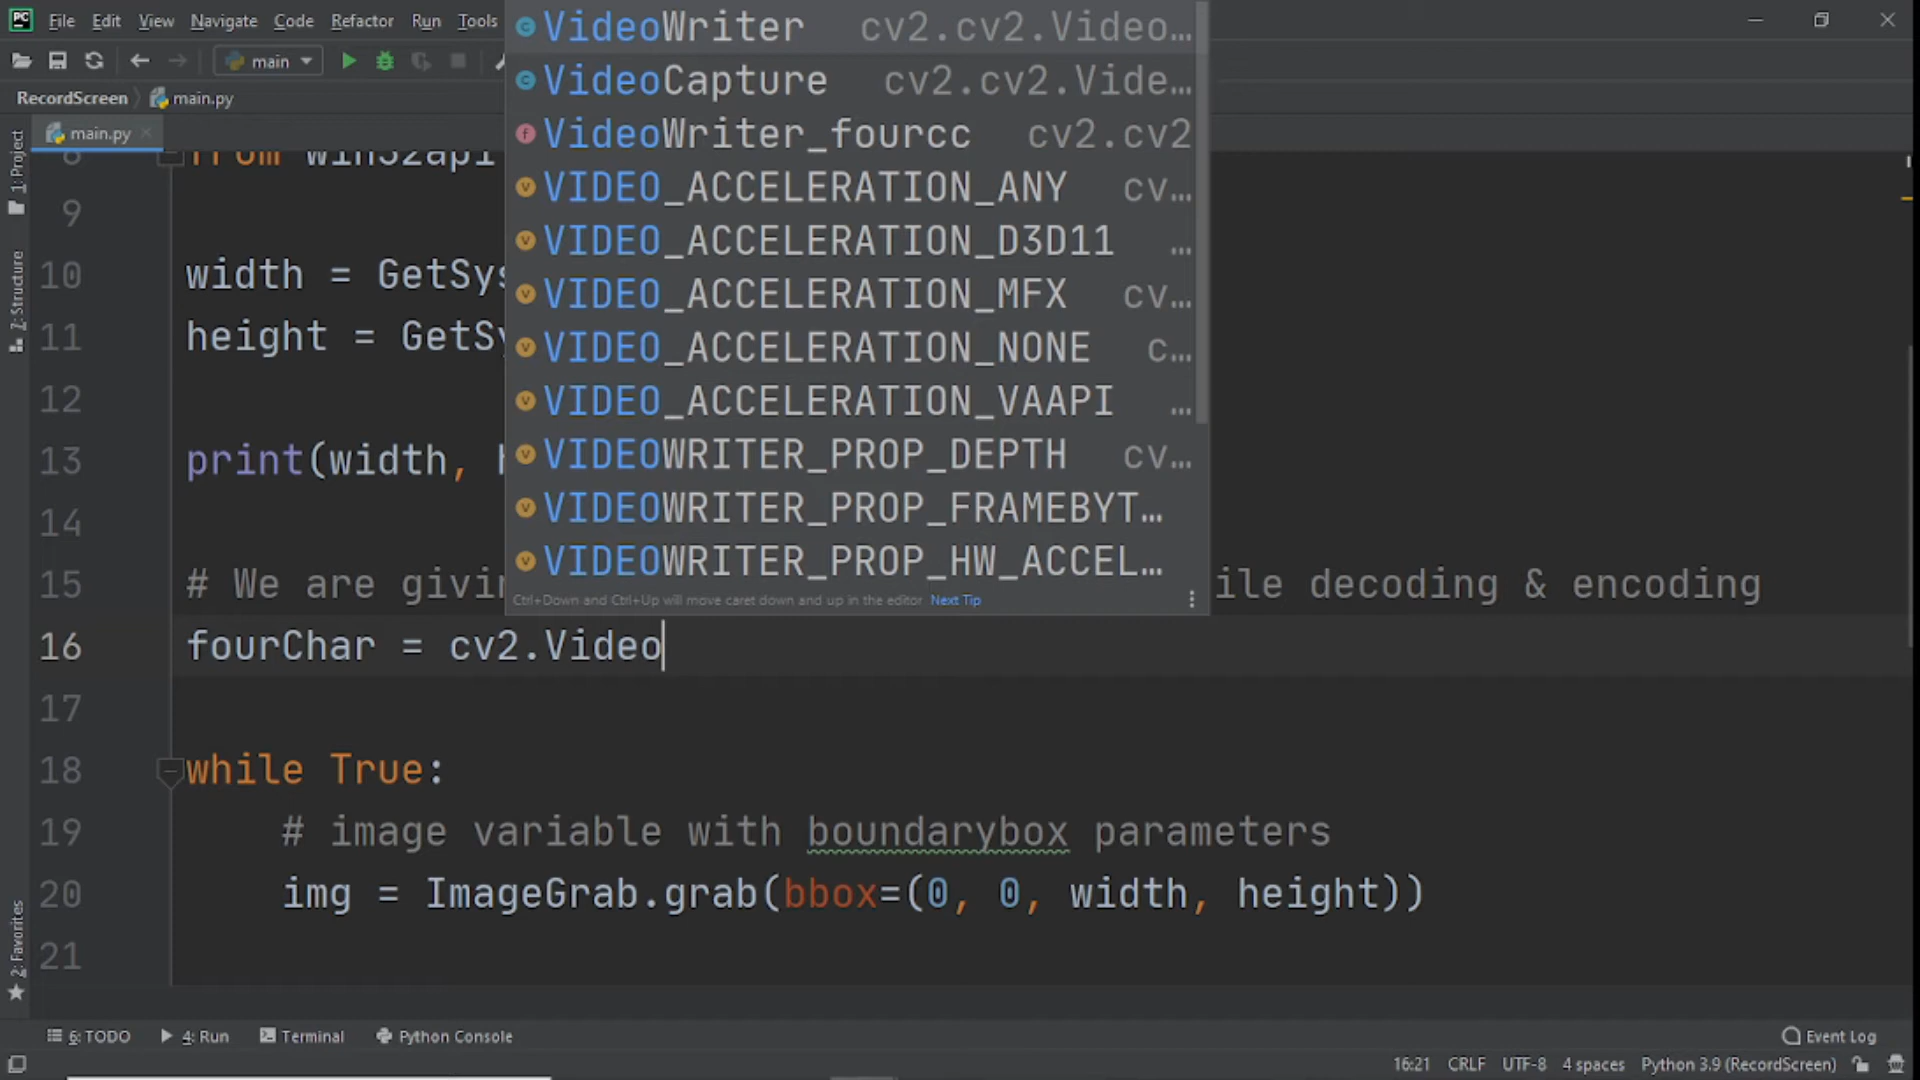 PC File Edit View Navigate Code Refactor Run Tools
main
RecordScreen main.py
main.py
1: Project
2: Structure
2: Favorites
VideoWriter cv2.cv2.Video…
VideoCapture cv2.cv2.Vide…
VideoWriter_fourcc cv2.cv2
VIDEO_ACCELERATION_ANY cv…
VIDEO_ACCELERATION_D3D11 …
VIDEO_ACCELERATION_MFX cv…
VIDEO_ACCELERATION_NONE c…
VIDEO_ACCELERATION_VAAPI …
VIDEOWRITER_PROP_DEPTH cv…
VIDEOWRITER_PROP_FRAMEBYT…
VIDEOWRITER_PROP_HW_ACCEL…
Ctrl+Down and Ctrl+Up will move caret down and up in the editor Next Tip
8 from win32api
9
10 width = GetSys
11 height = GetSy
12
13 print(width, h
14
15 # We are givin ile decoding & encoding
16 fourChar = cv2.Video
17
18 while True:
19 # image variable with boundarybox parameters
20 img = ImageGrab.grab(bbox=(0, 0, width, height))
21
6: TODO 4: Run Terminal Python Console Event Log
16:21 CRLF UTF-8 4 spaces Python 3.9 (RecordScreen)